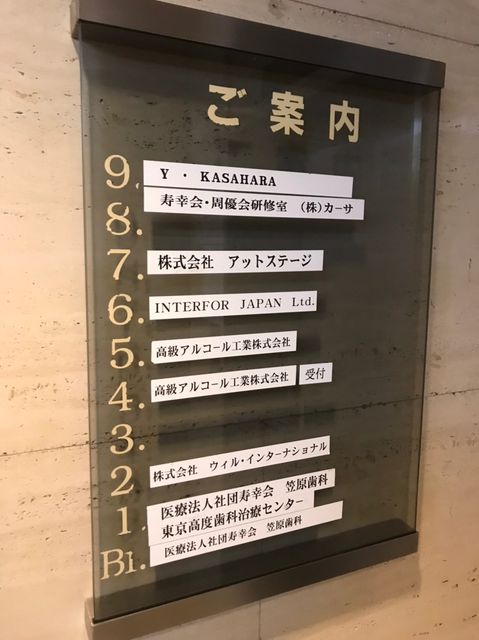 ご案内
9. Y・KASAHARA
8. 寿幸会・周優会研修室 (株)カーサ
7. 株式会社 アットステージ
6. INTERFOR JAPAN Ltd.
5. 高級アルコール工業株式会社
4. 高級アルコール工業株式会社 受付
3.
2 株式会社 ウィル・インターナショナル
1. 医療法人社団寿幸会 笠原歯科
東京高度歯科治療センター
B1. 医療法人社団寿幸会 笠原歯科